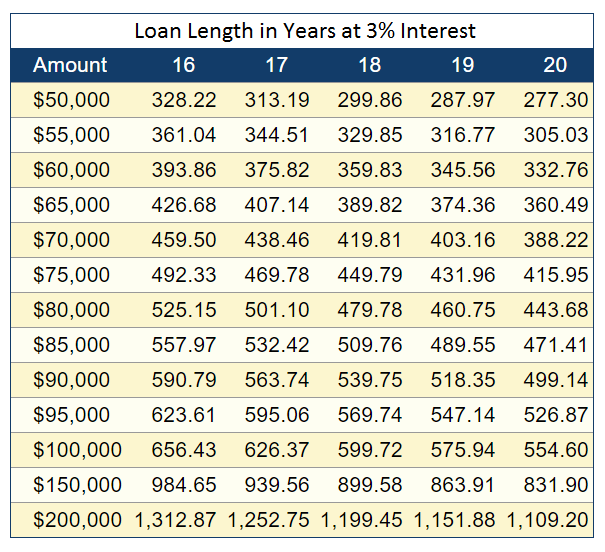 Loan Length in Years at 3% Interest
Amount 16 17 18 19 20
$50,000 328.22 313.19 299.86 287.97 277.30
$55,000 361.04 344.51 329.85 316.77 305.03
$60,000 393.86 375.82 359.83 345.56 332.76
$65,000 426.68 407.14 389.82 374.36 360.49
$70,000 459.50 438.46 419.81 403.16 388.22
$75,000 492.33 469.78 449.79 431.96 415.95
$80,000 525.15 501.10 479.78 460.75 443.68
$85,000 557.97 532.42 509.76 489.55 471.41
$90,000 590.79 563.74 539.75 518.35 499.14
$95,000 623.61 595.06 569.74 547.14 526.87
$100,000 656.43 626.37 599.72 575.94 554.60
$150,000 984.65 939.56 899.58 863.91 831.90
$200,000 1,312.87 1,252.75 1,199.45 1,151.88 1,109.20